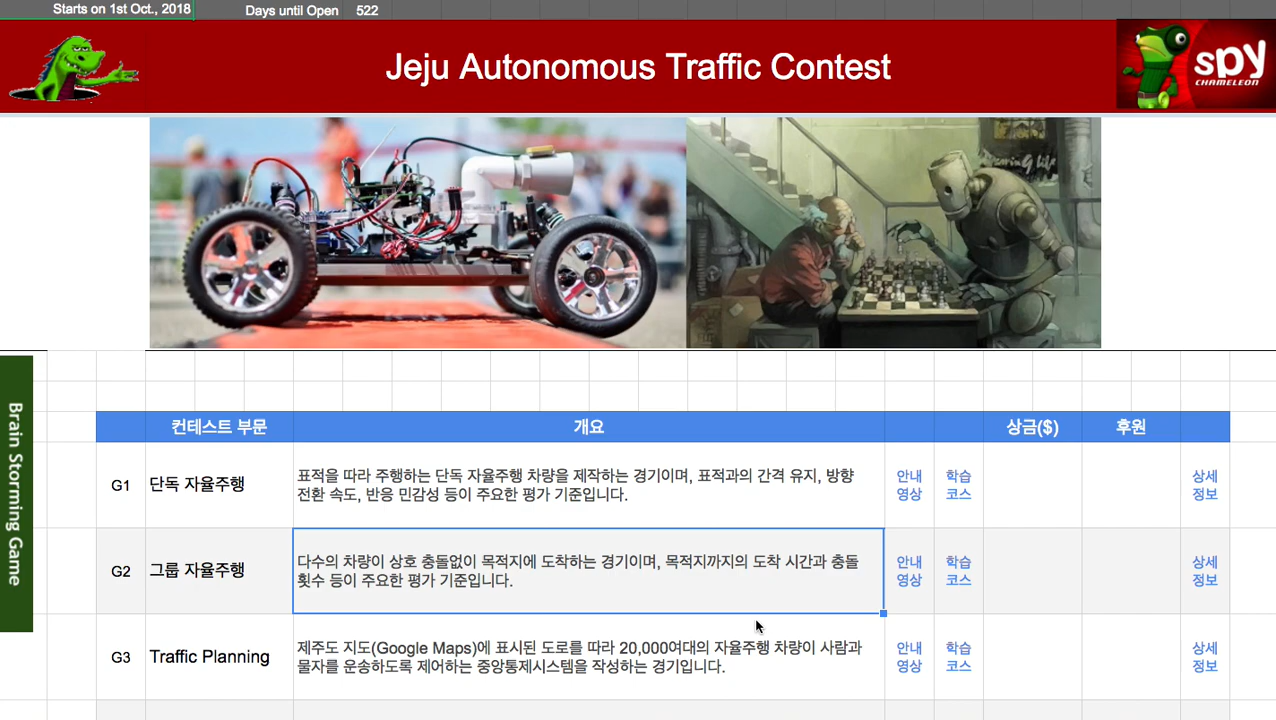 Starts on 1st Oct., 2018 Days until Open 522
Jeju Autonomous Traffic Contest
spy
CHAMELEON
Brain Storming Game
컨테스트 부문 개요 상금($) 후원
G1 단독 자율주행
표적을 따라 주행하는 단독 자율주행 차량을 제작하는 경기이며, 표적과의 간격 유지, 방향
전환 속도, 반응 민감성 등이 주요한 평가 기준입니다.
안내
영상
학습
코스
상세
정보
G2 그룹 자율주행
다수의 차량이 상호 충돌없이 목적지에 도착하는 경기이며, 목적지까지의 도착 시간과 충돌
횟수 등이 주요한 평가 기준입니다.
안내
영상
학습
코스
상세
정보
G3 Traffic Planning
제주도 지도(Google Maps)에 표시된 도로를 따라 20,000여대의 자율주행 차량이 사람과
물자를 운송하도록 제어하는 중앙통제시스템을 작성하는 경기입니다.
안내
영상
학습
코스
상세
정보